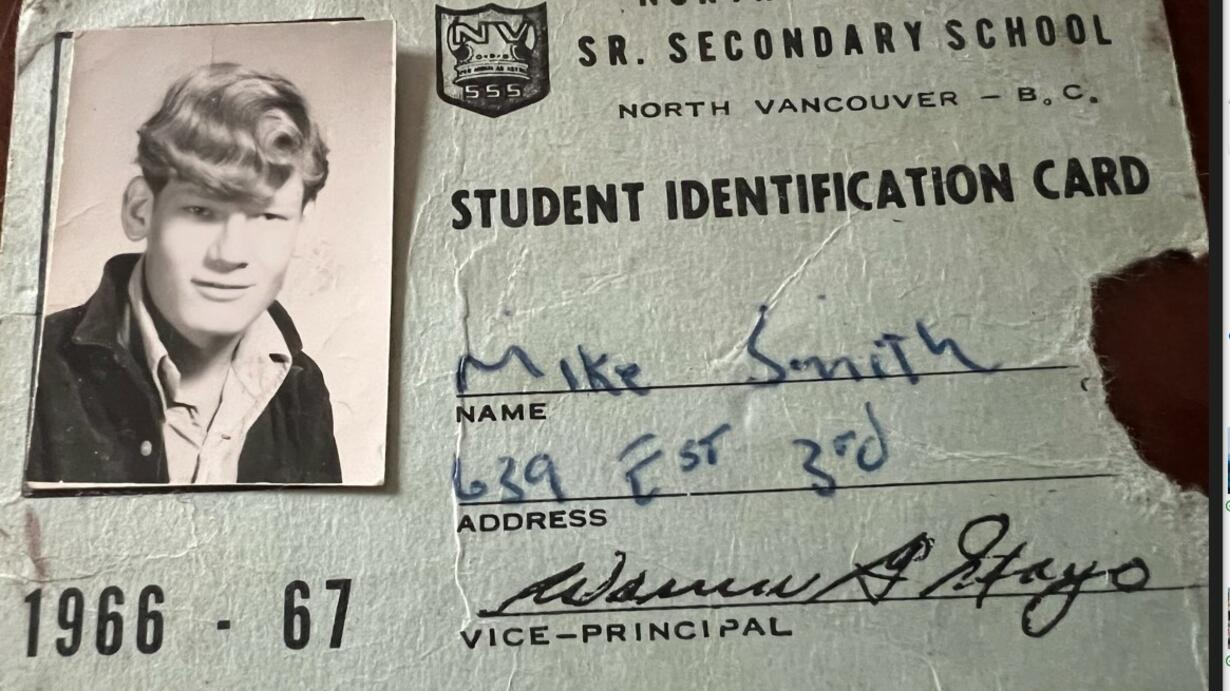 NV
555
SR. SECONDARY SCHOOL
NORTH VANCOUVER - B.C.
STUDENT IDENTIFICATION CARD
Mike Smith
NAME
639 EST 3rd
ADDRESS
VICE-PRINCIPAL
1966 - 67